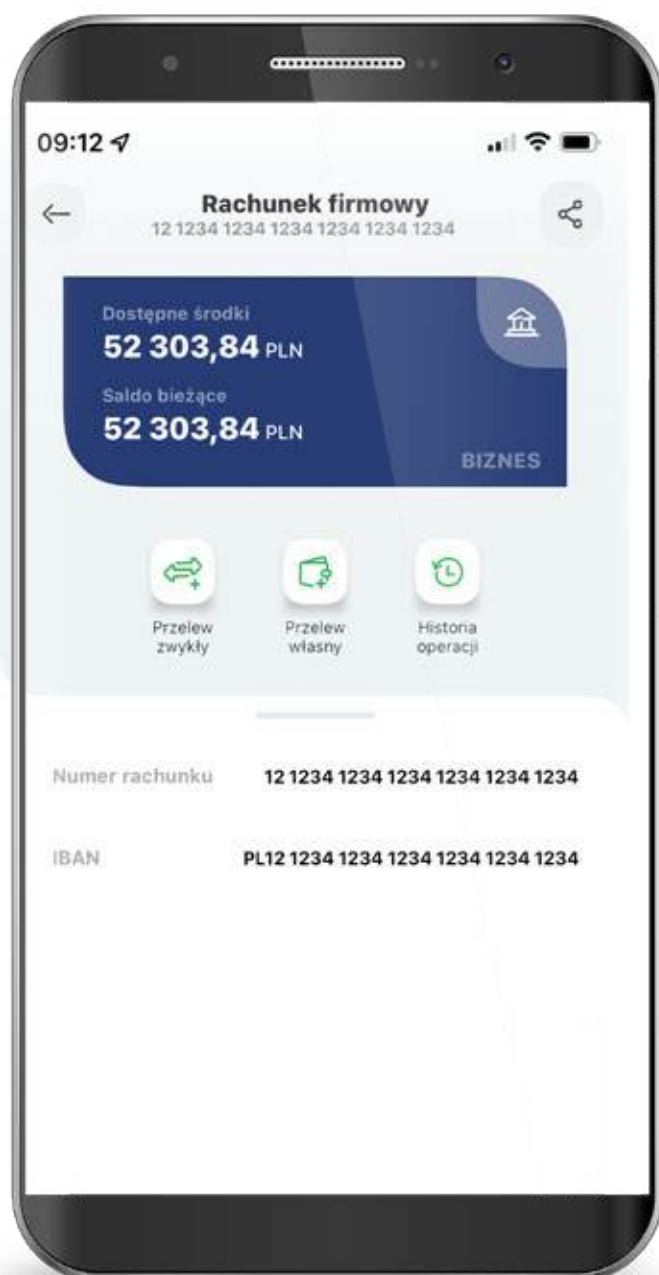 09:12
Rachunek firmowy
12 1234 1234 1234 1234 1234 1234
Dostępne środki
52 303,84 PLN
Saldo bieżące
52 303,84 PLN
BIZNES
Przelew
zwykły
Przelew
własny
Historia
operacji
Numer rachunku 12 1234 1234 1234 1234 1234 1234
IBAN PL12 1234 1234 1234 1234 1234 1234